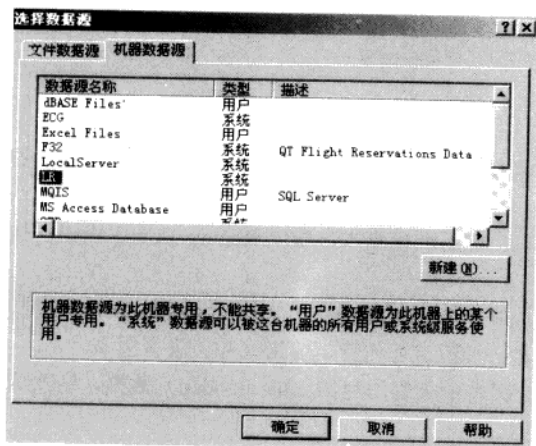 选择数据源
文件数据源 机器数据源
数据源名称 类型 描述
dBASE Files 用户
ECG 系统
Excel Files 用户
F32 系统 QT Flight Reservations Data
LocalServer 系统
LR 系统
MQIS 用户 SQL Server
MS Access Database 用户
新建(N)...
机器数据源为此机器专用，不能共享。“用户”数据源为此机器上的某个
用户专用。“系统”数据源可以被这台机器的所有用户或系统级服务使
用。
确定 取消 帮助